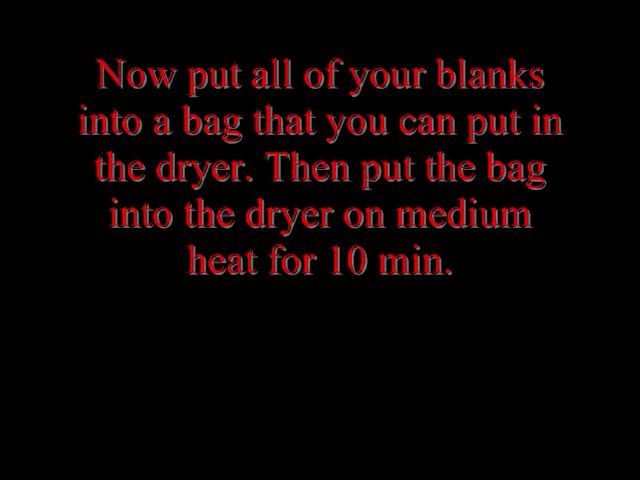 Now put all of your blanks
into a bag that you can put in
the dryer. Then put the bag
into the dryer on medium
heat for 10 min.